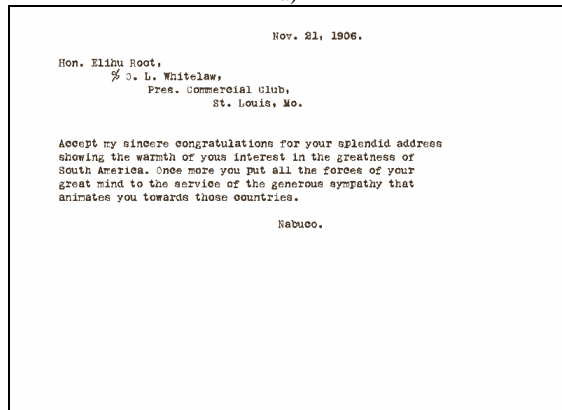 Nov. 21, 1906.
Hon. Elihu Root,
℅ O. L. Whitelaw,
Pres. Commercial Club,
St. Louis, Mo.
Accept my sincere congratulations for your splendid address
showing the warmth of yous interest in the greatness of
South America. Once more you put all the forces of your
great mind to the service of the generous sympathy that
animates you towards those countries.
Nabuco.